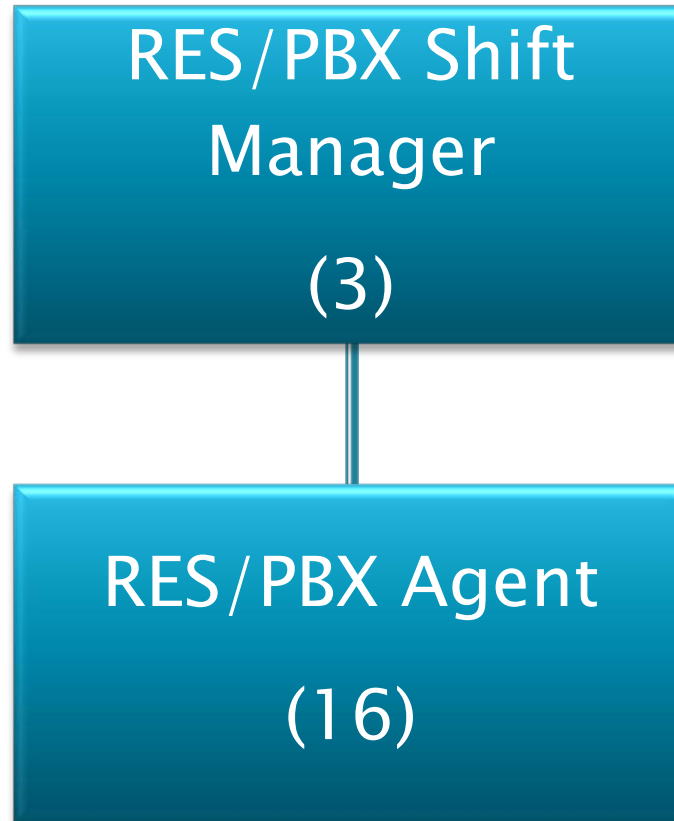 RES/PBX Shift
Manager
(3)
RES/PBX Agent
(16)